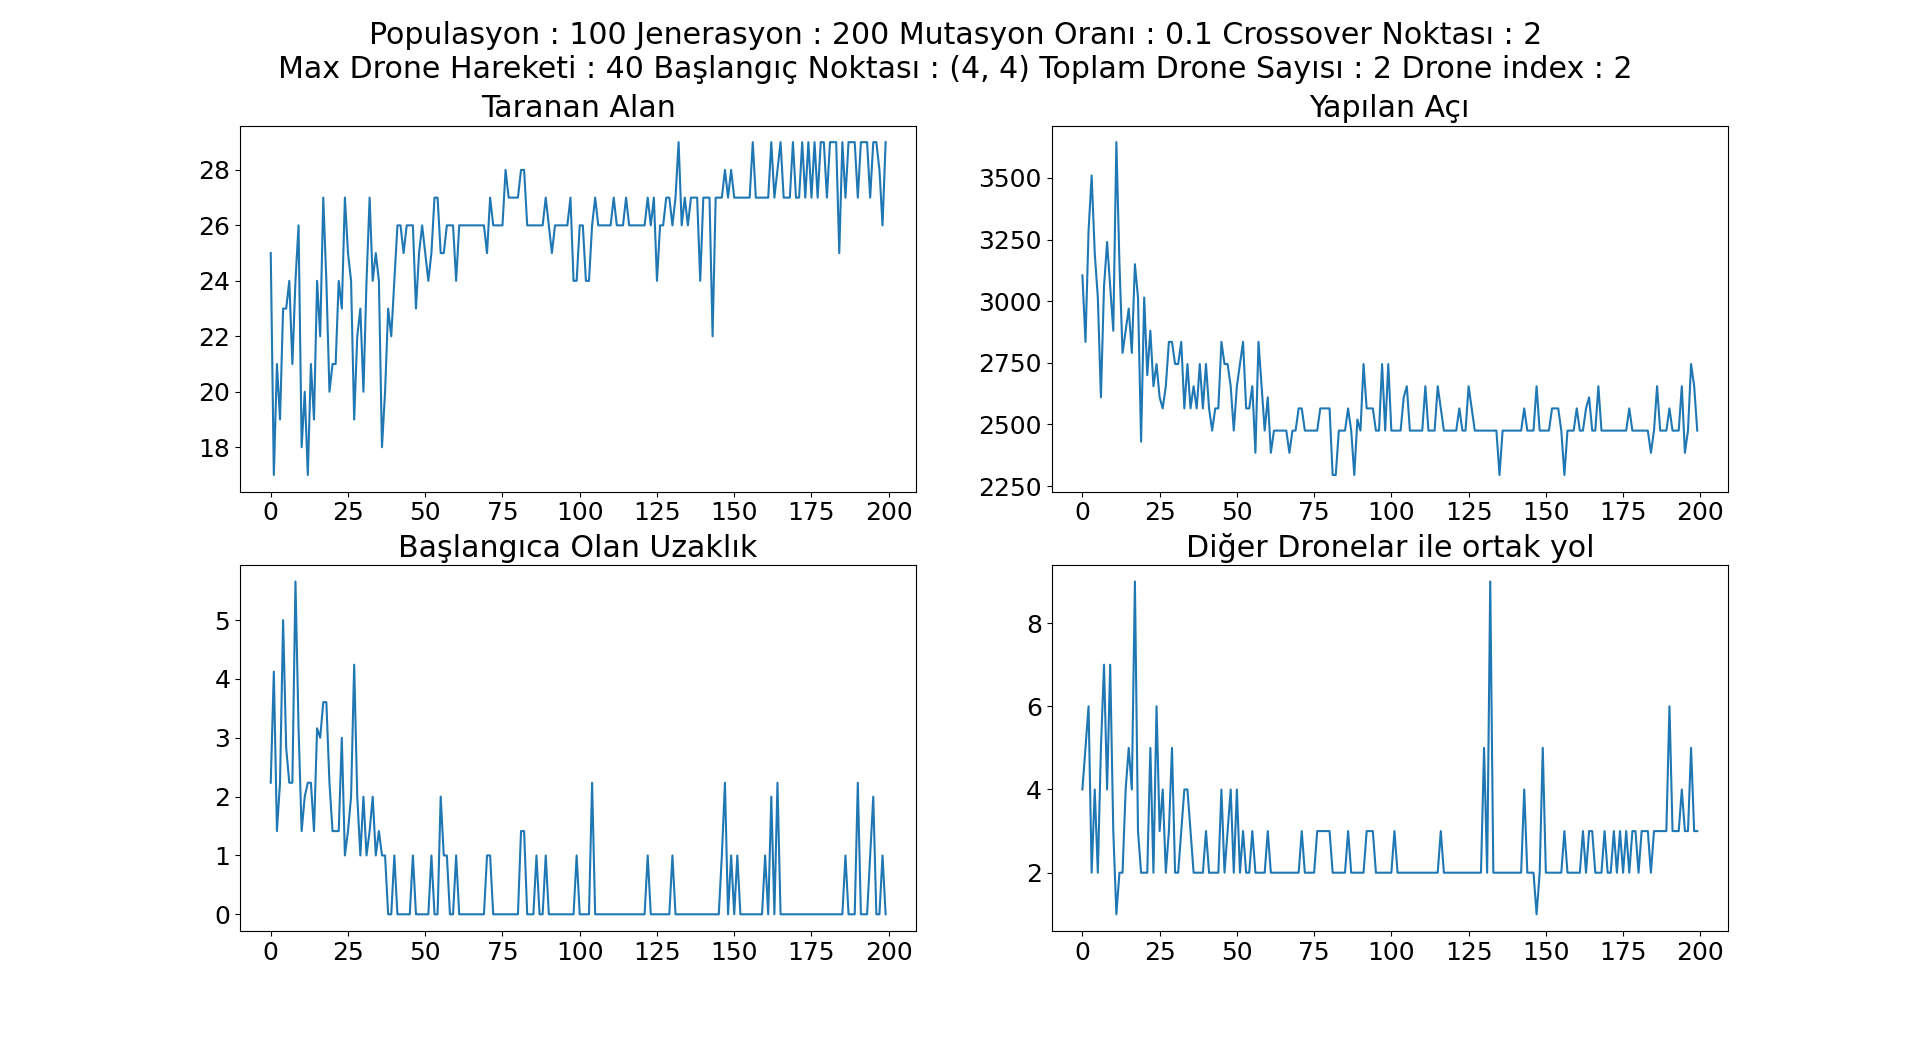 Populasyon : 100 Jenerasyon : 200 Mutasyon Oranı : 0.1 Crossover Noktası : 2
Max Drone Hareketi : 40 Başlangıç Noktası : (4, 4) Toplam Drone Sayısı : 2 Drone index : 2
Taranan Alan
28
26
24
22
20
18
0 25 50 75 100 125 150 175 200
Yapılan Açı
3500
3250
3000
2750
2500
2250
0 25 50 75 100 125 150 175 200
Başlangıca Olan Uzaklık
5
4
3
2
1
0
0 25 50 75 100 125 150 175 200
Diğer Dronelar ile ortak yol
8
6
4
2
0 25 50 75 100 125 150 175 200